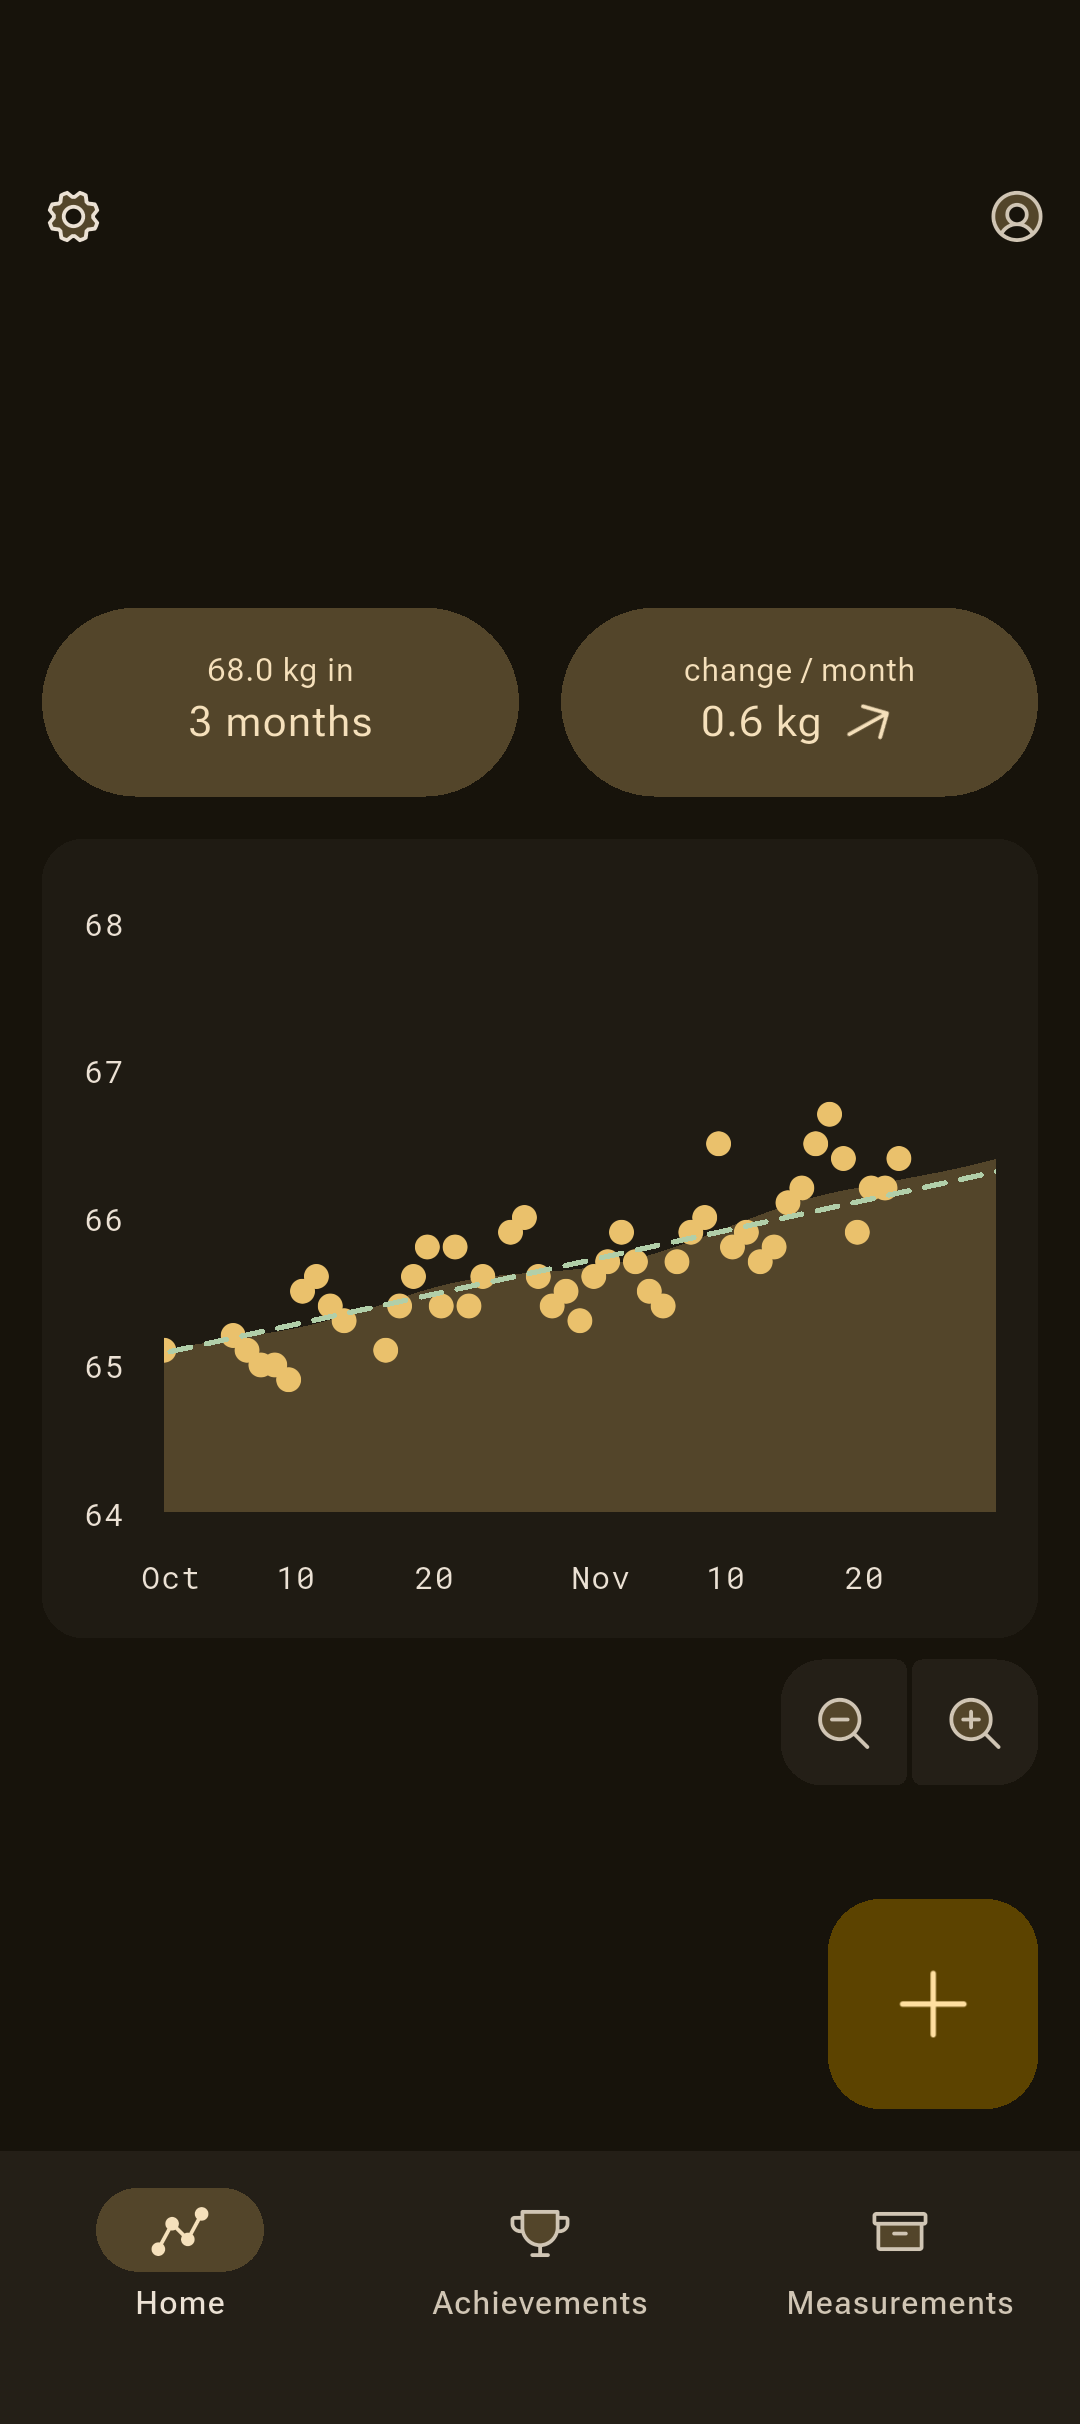 68.0 kg in
3 months
change / month
0.6 kg
68
67
66
65
64
Oct 10 20 Nov 10 20
Home
Achievements
Measurements